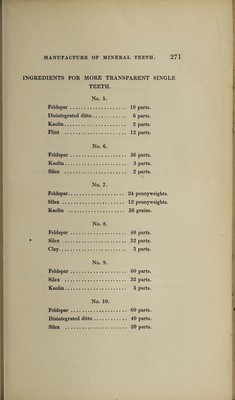 MANUFACTURE OF MINERAL TEETH. 271
INGREDIENTS FOR MORE TRANSPARENT SINGLE
TEETH.
No. 5.
Feldspar .................... 18 parts.
Disintegrated ditto............ 6 parts.
Kaolin...................... 2 parts.
Flint ...................... 12 parts.
No. 6.
Feldspar .................... 36 parts.
Kaolin...................... 3 parts.
Silex ...................... 2 parts.
No. 7.
Feldspar.................... 24 pennyweights.
Silex ...................... 12 pennyweights.
Kaolin .................... 36 grains.
No. 8.
Feldspar .................... 48 parts.
Silex ...................... 32 parts.
Clay........................ 3 parts.
No. 9.
Feldspar .................... 60 parts.
Silex ...................... 32 parts.
Kaolin...................... 3 parts.
No. 10.
Feldspar .................... 60 parts.
Disintegrated ditto............ 40 parts.
Silex ...................... 20 parts.